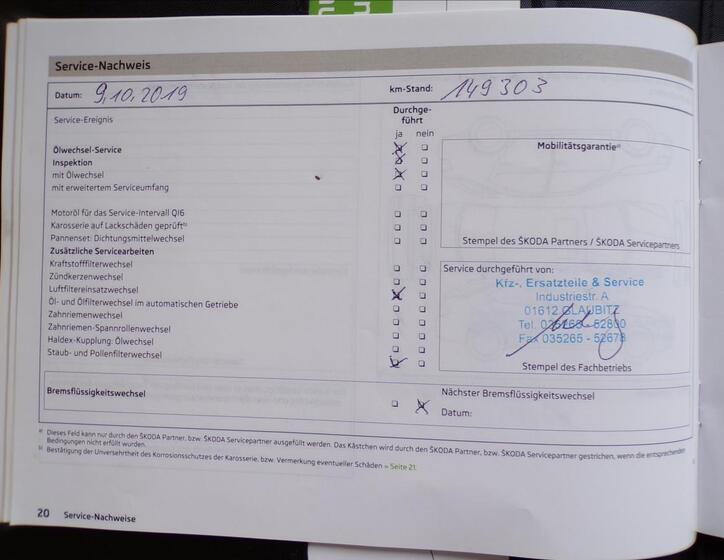 Service-Nachweis
Datum: 9.10.2019 km-Stand: 149303
Service-Ereignis
Durchge-
führt
ja nein
Ölwechsel-Service
Inspektion
mit Ölwechsel
mit erweitertem Serviceumfang
Motoröl für das Service-Intervall QI6
Karosserie auf Lackschäden geprüft b)
Pannenset: Dichtungsmittelwechsel
Zusätzliche Servicearbeiten
Kraftstofffilterwechsel
Zündkerzenwechsel
Luftfiltereinsatzwechsel
Öl- und Ölfilterwechsel im automatischen Getriebe
Zahnriemenwechsel
Zahnriemen-Spannrollenwechsel
Haldex-Kupplung: Ölwechsel
Staub- und Pollenfilterwechsel
Mobilitätsgarantie a)
Stempel des ŠKODA Partners / ŠKODA Servicepartners
Service durchgeführt von:
Kfz-, Ersatzteile & Service
Industriestr. A
01612 GLAUBITZ
Tel.
Fax 035265 - 52678
Stempel des Fachbetriebs
Bremsflüssigkeitswechsel
Nächster Bremsflüssigkeitswechsel
Datum:
a) Dieses Feld kann nur durch den ŠKODA Partner, bzw. ŠKODA Servicepartner ausgefüllt werden. Das Kästchen wird durch den ŠKODA Partner, bzw. ŠKODA Servicepartner gestrichen, wenn die entsprechenden
Bedingungen nicht erfüllt wurden.
b) Bestätigung der Unversehrtheit des Korrosionsschutzes der Karosserie, bzw. Vermerkung eventueller Schäden » Seite 21.
20 Service-Nachweise